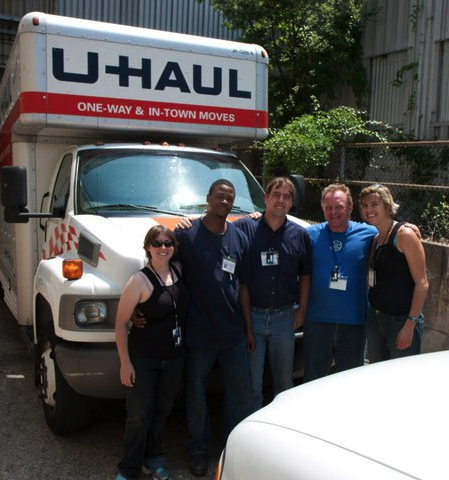 U-HAUL
ONE-WAY & IN-TOWN MOVES